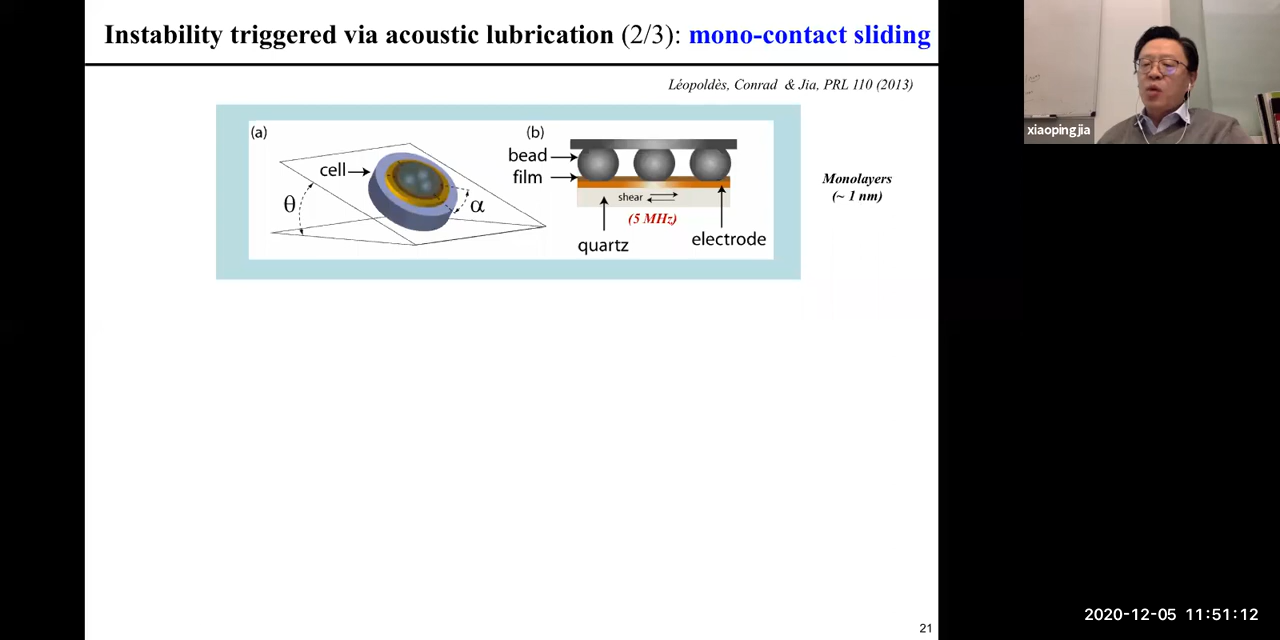 Instability triggered via acoustic lubrication (2/3): mono-contact sliding
Léopoldès, Conrad & Jia, PRL 110 (2013)
(a)
cell
θ
α
(b)
bead
film
shear
(5 MHz)
quartz
electrode
Monolayers
(~ 1 nm)
xiaopingjia
2020-12-05 11:51:12
21